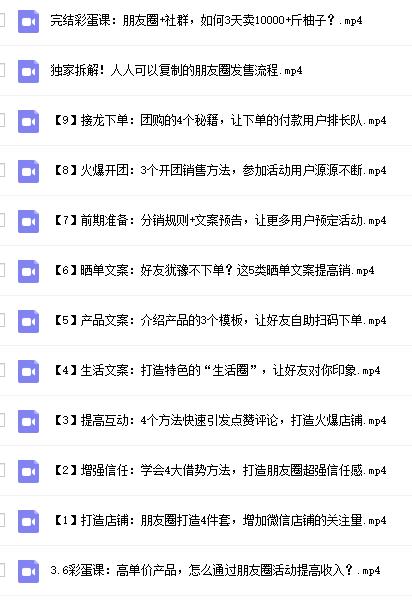 完结彩蛋课：朋友圈+社群，如何3天卖10000+斤柚子？.mp4
独家拆解！人人可以复制的朋友圈发售流程.mp4
【9】接龙下单：团购的4个秘籍，让下单的付款用户排长队.mp4
【8】火爆开团：3个开团销售方法，参加活动用户源源不断.mp4
【7】前期准备：分销规则+文案预告，让更多用户预定活动.mp4
【6】晒单文案：好友犹豫不下单？这5类晒单文案提高销.mp4
【5】产品文案：介绍产品的3个模板，让好友自助扫码下单.mp4
【4】生活文案：打造特色的“生活圈”，让好友对你印象.mp4
【3】提高互动：4个方法快速引发点赞评论，打造火爆店铺.mp4
【2】增强信任：学会4大借势方法，打造朋友圈超强信任感.mp4
【1】打造店铺：朋友圈打造4件套，增加微信店铺的关注量.mp4
3.6彩蛋课：高单价产品，怎么通过朋友圈活动提高收入？.mp4